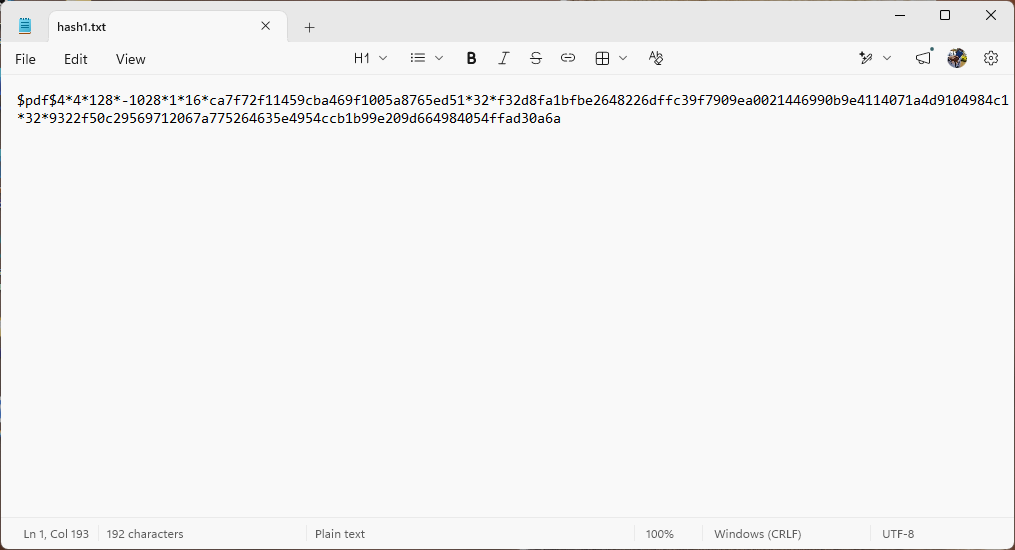 hash1.txt
File Edit View H1 B I S
$pdf$4*4*128*-1028*1*16*ca7f72f11459cba469f1005a8765ed51*32*f32d8fa1bfbe2648226dffc39f7909ea0021446990b9e4114071a4d9104984c1
*32*9322f50c29569712067a775264635e4954ccb1b99e209d664984054ffad30a6a
Ln 1, Col 193 192 characters Plain text 100% Windows (CRLF) UTF-8